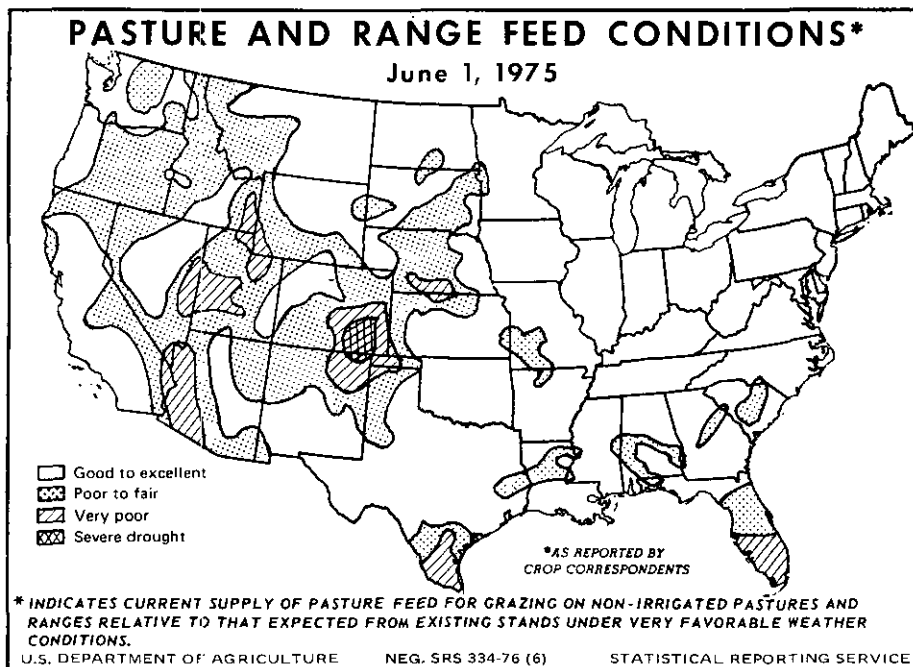 PASTURE AND RANGE FEED CONDITIONS*
June 1, 1975
Good to excellent
Poor to fair
Very poor
Severe drought
*AS REPORTED BY
CROP CORRESPONDENTS
* INDICATES CURRENT SUPPLY OF PASTURE FEED FOR GRAZING ON NON-IRRIGATED PASTURES AND
RANGES RELATIVE TO THAT EXPECTED FROM EXISTING STANDS UNDER VERY FAVORABLE WEATHER
CONDITIONS.
U.S. DEPARTMENT OF AGRICULTURE NEG. SRS 334-76 (6) STATISTICAL REPORTING SERVICE